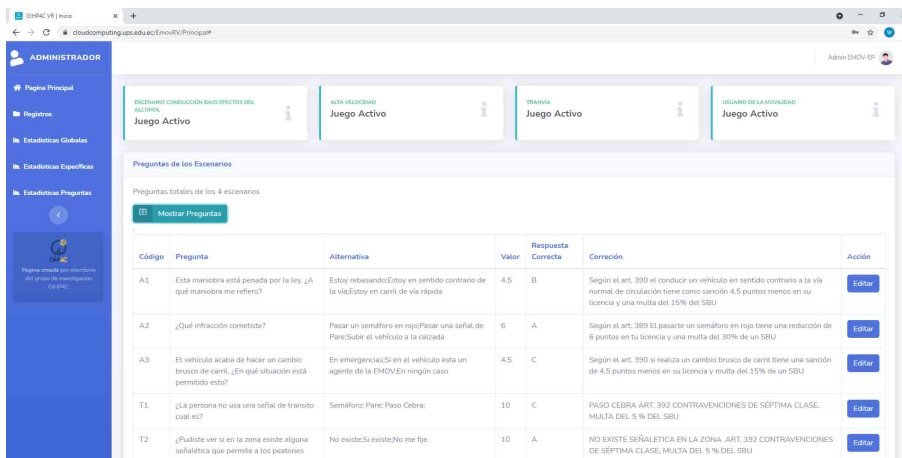 GIHP4C VR | Inicio
cloudcomputing.ups.edu.ec/EmovRV/Principal#
W
ADMINISTRADOR
Admin EMOV-EP
Pagina Principal
Registros
Estadisticas Globales
Estadisticas Específicas
Estadisticas Preguntas
GIHP4C
Pagina creada por miembros
del grupo de investigacion
GIHP4C
ESCENARIO CONDUCCIÓN BAJO EFECTOS DEL
ALCOHOL
Juego Activo
ALTA VELOCIDAD
Juego Activo
TRANVÍA
Juego Activo
USUARIO DE LA MOVILIDAD
Juego Activo
Preguntas de los Escenarios
Preguntas totales de los 4 escenarios
Mostrar Preguntas
Código Pregunta Alternativa Valor Respuesta Correcta Correción Acción
A1 Esta maniobra está penada por la ley. ¿A Estoy rebasando;Estoy en sentido contrario de 4.5 B Según el art. 390 el conducir un vehículo en sentido contrario a la vía Editar
qué maniobra me refiero? la vía;Estoy en carril de vía rápida normal de circulación tiene como sanción 4,5 puntos menos en su
licencia y una multa del 15% del SBU
A2 ¿Qué infracción cometiste? Pasar un semáforo en rojo;Pasar una señal de 6 A Según el art. 389 El pasarte un semáforo en rojo tiene una reducción de Editar
Pare;Subir el vehículo a la calzada 6 puntos en tu licencia y una multa del 30% de un SBU
A3 El vehículo acaba de hacer un cambio En emergencias;Si en el vehículo esta un 4.5 C Según el art. 390 si realiza un cambio brusco de carril tiene una sanción Editar
brusco de carril. ¿En qué situación está agente de la EMOV;En ningún caso de 4.5 puntos menos en su licencia y multa del 15% de un SBU
permitido esto?
T1 ¿La persona no usa una señal de transito Semáforo; Pare; Paso Cebra; 10 C PASO CEBRA ART. 392 CONTRAVENCIONES DE SÉPTIMA CLASE, Editar
cual es? MULTA DEL 5 % DEL SBU
T2 ¿Pudiste ver si en la zona existe alguna No existe;Si existe;No me fije 10 A NO EXISTE SEÑALETICA EN LA ZONA .ART. 392 CONTRAVENCIONES Editar
señalética que permite a los peatones DE SÉPTIMA CLASE, MULTA DEL 5 % DEL SBU